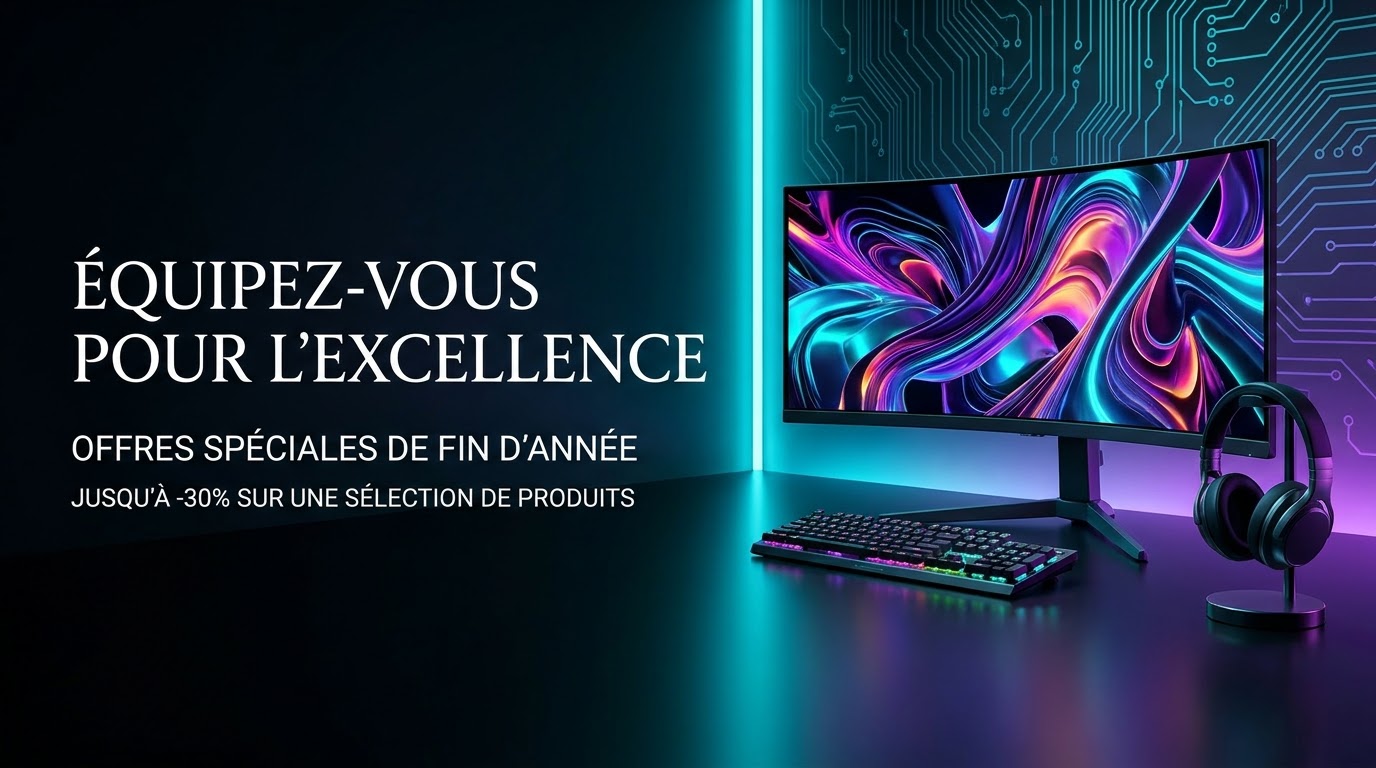 ÉQUIPEZ-VOUS
POUR L’EXCELLENCE
OFFRES SPÉCIALES DE FIN D’ANNÉE
JUSQU’À -30% SUR UNE SÉLECTION DE PRODUITS